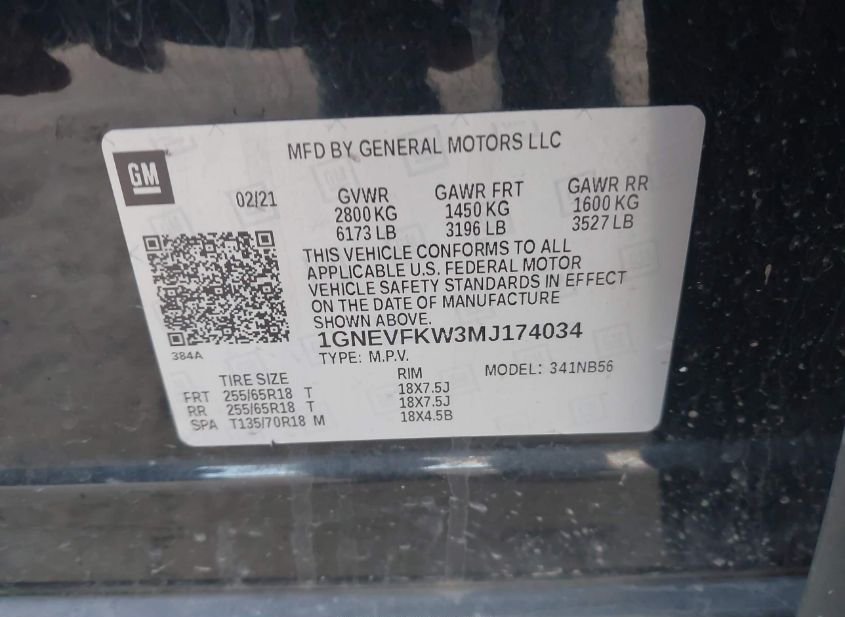 MFD BY GENERAL MOTORS LLC
GM
02/21
GVWR GAWR FRT GAWR RR
2800 KG 1450 KG 1600 KG
6173 LB 3196 LB 3527 LB
THIS VEHICLE CONFORMS TO ALL
APPLICABLE U.S. FEDERAL MOTOR
VEHICLE SAFETY STANDARDS IN EFFECT
ON THE DATE OF MANUFACTURE
SHOWN ABOVE.
1GNEVFKW3MJ174034
384A
TYPE: M.P.V. MODEL: 341NB56
TIRE SIZE RIM
FRT 255/65R18 T 18X7.5J
RR 255/65R18 T 18X7.5J
SPA T135/70R18 M 18X4.5B